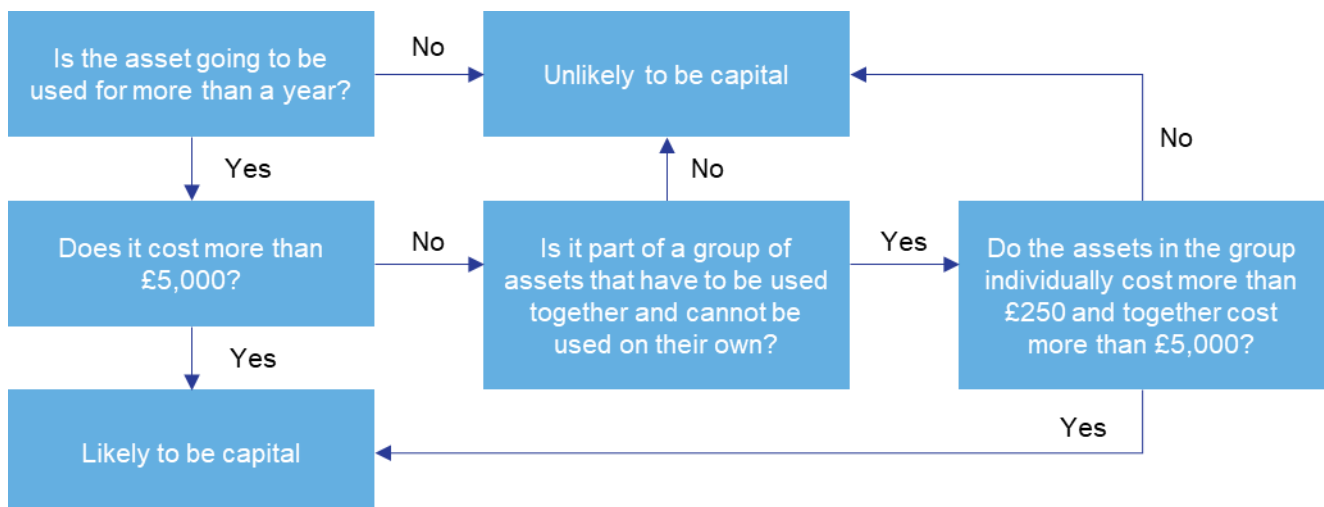 Is the asset going to be
used for more than a year?
No
Unlikely to be capital
No
Yes
No
Does it cost more than
£5,000?
No
Is it part of a group of
assets that have to be used
together and cannot be
used on their own?
Yes
Do the assets in the group
individually cost more than
£250 and together cost
more than £5,000?
Yes
Yes
Likely to be capital